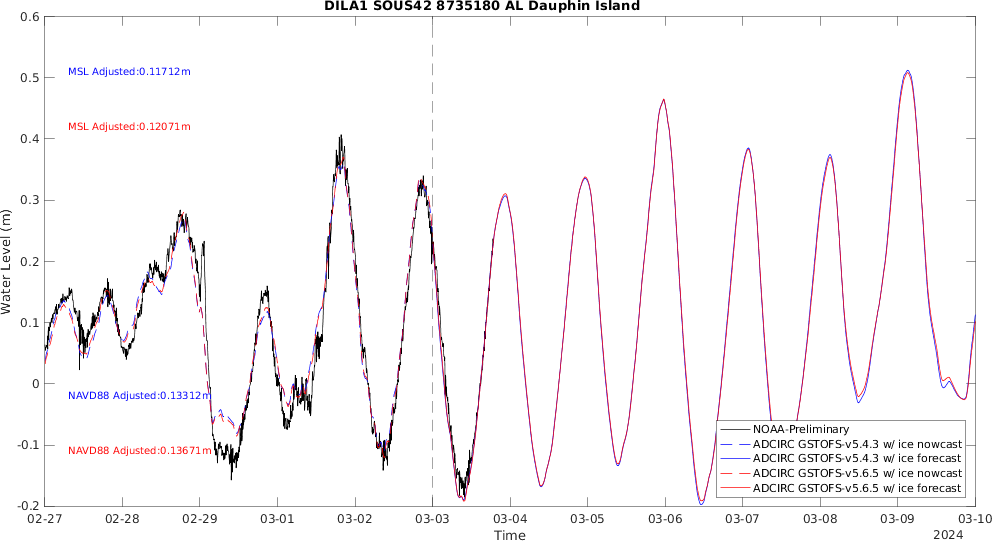 DILA1 SOUS42 8735180 AL Dauphin Island
0.6
0.5
0.4
0.3
0.2
0.1
0
-0.1
-0.2
Water Level (m)
MSL Adjusted:0.11712m
MSL Adjusted:0.12071m
NAVD88 Adjusted:0.13312m
NAVD88 Adjusted:0.13671m
NOAA-Preliminary
ADCIRC GSTOFS-v5.4.3 w/ ice nowcast
ADCIRC GSTOFS-v5.4.3 w/ ice forecast
ADCIRC GSTOFS-v5.6.5 w/ ice nowcast
ADCIRC GSTOFS-v5.6.5 w/ ice forecast
02-27 02-28 02-29 03-01 03-02 03-03 03-04 03-05 03-06 03-07 03-08 03-09 03-10
Time
2024